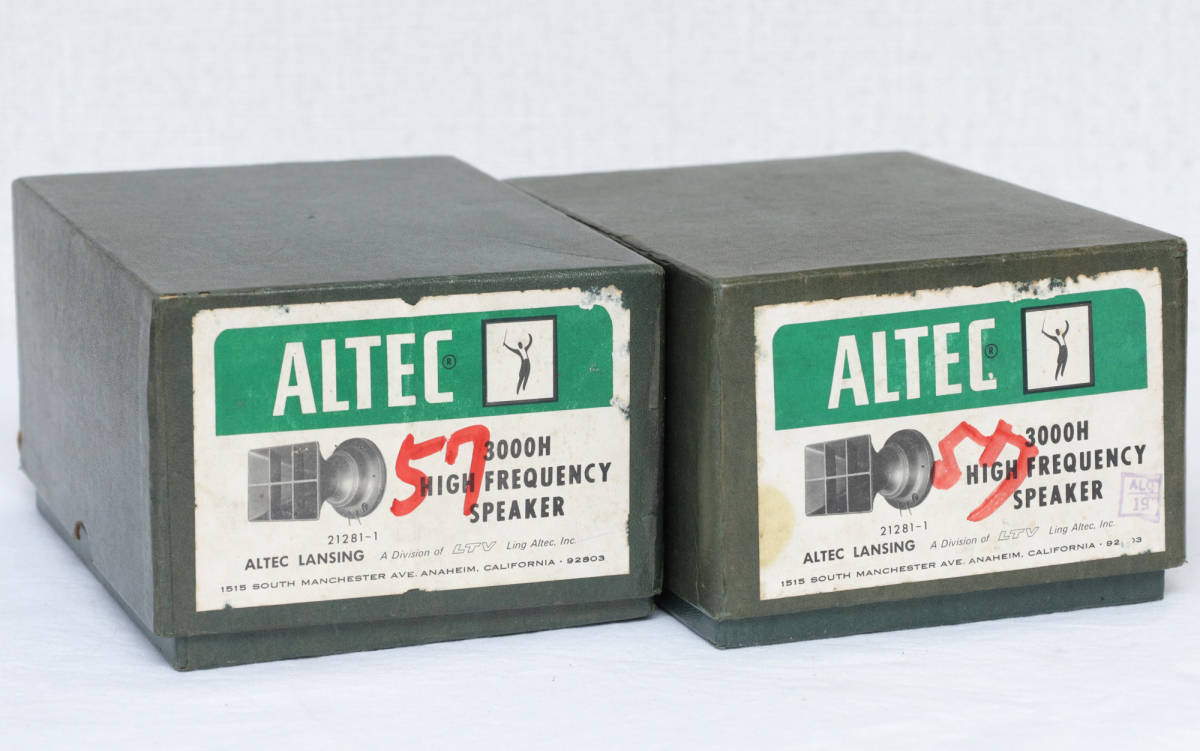 ALTEC®
57
3000H
HIGH FREQUENCY
SPEAKER
21281-1
ALTEC LANSING A Division of LTV Ling Altec, Inc.
1515 SOUTH MANCHESTER AVE. ANAHEIM, CALIFORNIA · 92803
ALTEC®
57
3000H
HIGH FREQUENCY
SPEAKER
21281-1
ALTEC LANSING A Division of LTV Ling Altec, Inc.
1515 SOUTH MANCHESTER AVE. ANAHEIM, CALIFORNIA